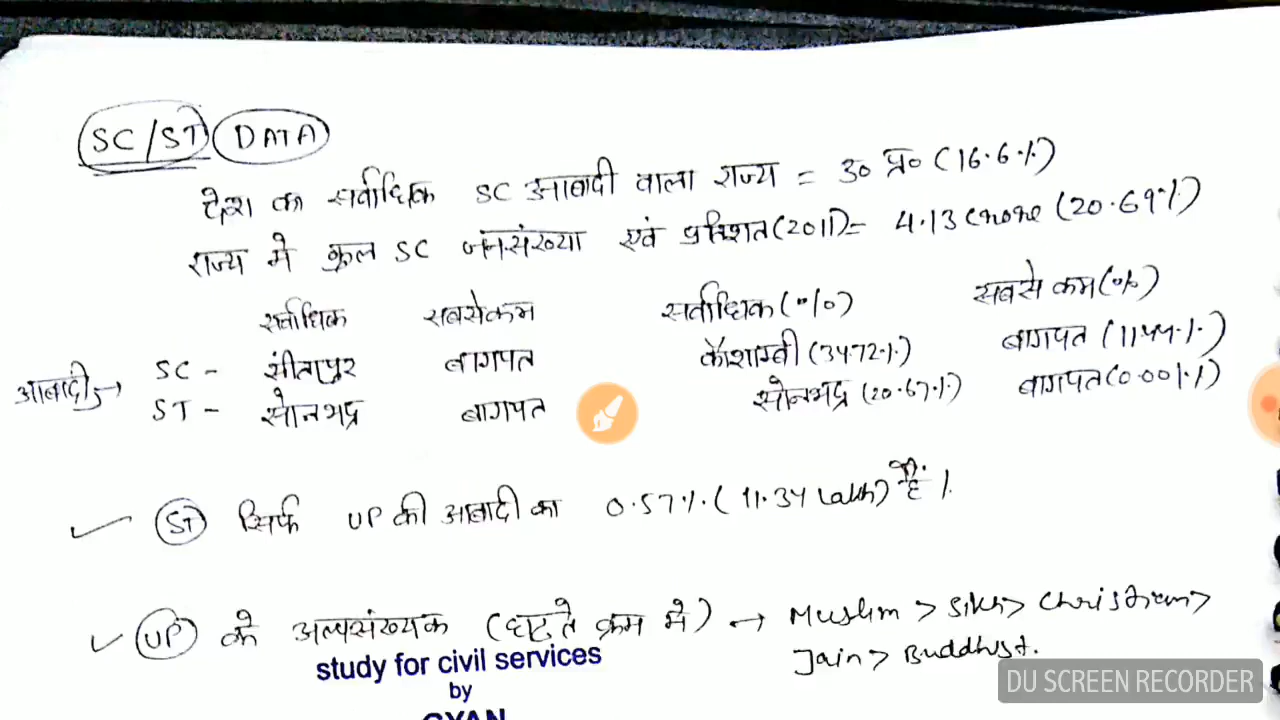 SC/ST DATA
देश का सर्वाधिक SC आबादी वाला राज्य = उ० प्र० (16.6%)
राज्य मे कुल SC जनसंख्या एवं प्रतिशत (2011) = 4.13 crore (20.69%)
सर्वाधिक सबसे कम सर्वाधिक (%) सबसे कम (%)
आबादी → SC - सीतापुर बागपत कौशाम्बी (34.72%) बागपत (11.44%)
ST - सोनभद्र बागपत सोनभद्र (20.67%) बागपत (0.001%)
ST सिर्फ UP की आबादी का 0.57% (11.34 lakh) है।
UP के अल्पसंख्यक (घटते क्रम मे) → Muslim > Sikh > Christian >
Jain > Buddhist.
study for civil services
by
GYAN
DU SCREEN RECORDER